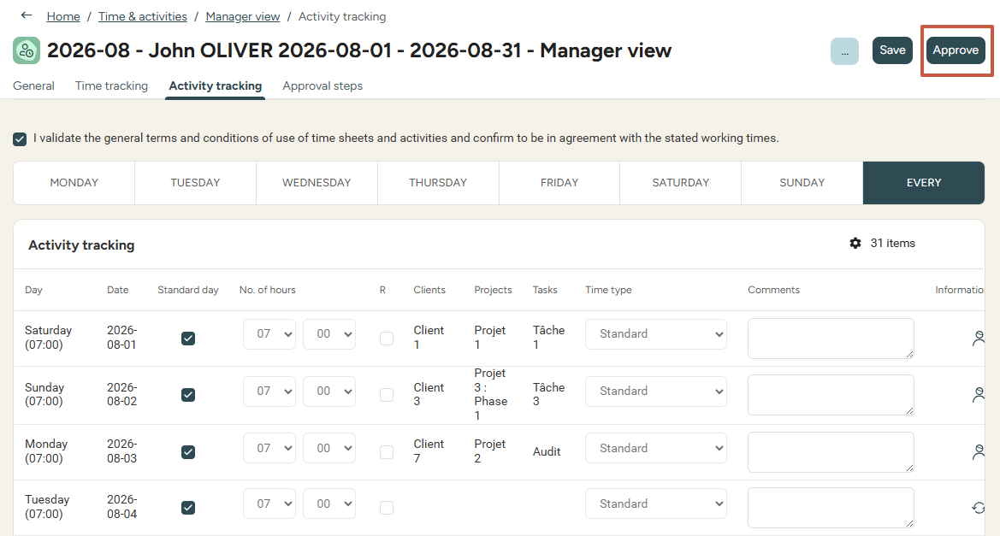 ← Home / Time & activities / Manager view / Activity tracking
2026-08 - John OLIVER 2026-08-01 - 2026-08-31 - Manager view
... Save Approve
General Time tracking Activity tracking Approval steps
I validate the general terms and conditions of use of time sheets and activities and confirm to be in agreement with the stated working times.
MONDAY TUESDAY WEDNESDAY THURSDAY FRIDAY SATURDAY SUNDAY EVERY
Activity tracking 31 items
Day Date Standard day No. of hours R Clients Projects Tasks Time type Comments Informatio
Saturday (07:00) 2026-08-01 07 00 Client 1 Projet 1 Tâche 1 Standard
Sunday (07:00) 2026-08-02 07 00 Client 3 Projet 3 : Phase 1 Tâche 3 Standard
Monday (07:00) 2026-08-03 07 00 Client 7 Projet 2 Audit Standard
Tuesday (07:00) 2026-08-04 07 00 Standard